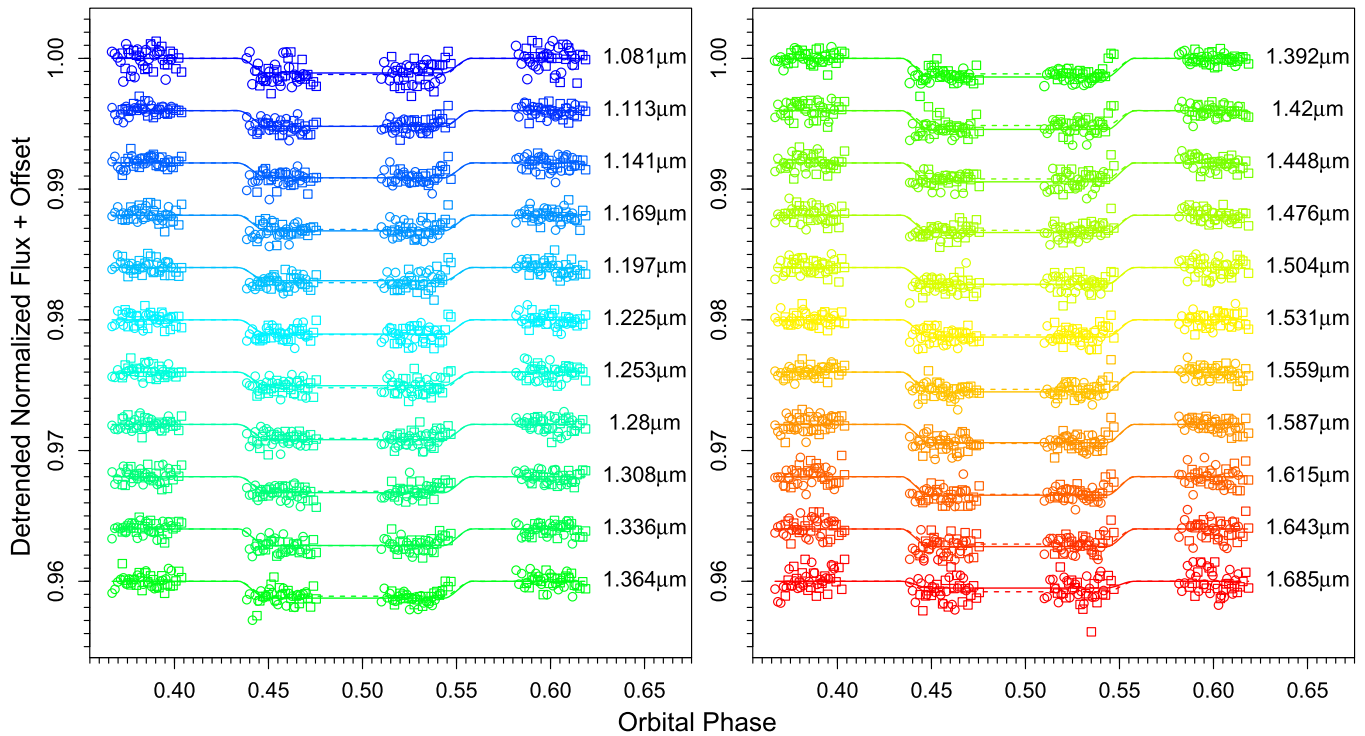 Detrended Normalized Flux + Offset
1.00
0.99
0.98
0.97
0.96
1.081μm
1.113μm
1.141μm
1.169μm
1.197μm
1.225μm
1.253μm
1.28μm
1.308μm
1.336μm
1.364μm
0.40 0.45 0.50 0.55 0.60 0.65
1.00
0.99
0.98
0.97
0.96
1.392μm
1.42μm
1.448μm
1.476μm
1.504μm
1.531μm
1.559μm
1.587μm
1.615μm
1.643μm
1.685μm
0.40 0.45 0.50 0.55 0.60 0.65
Orbital Phase